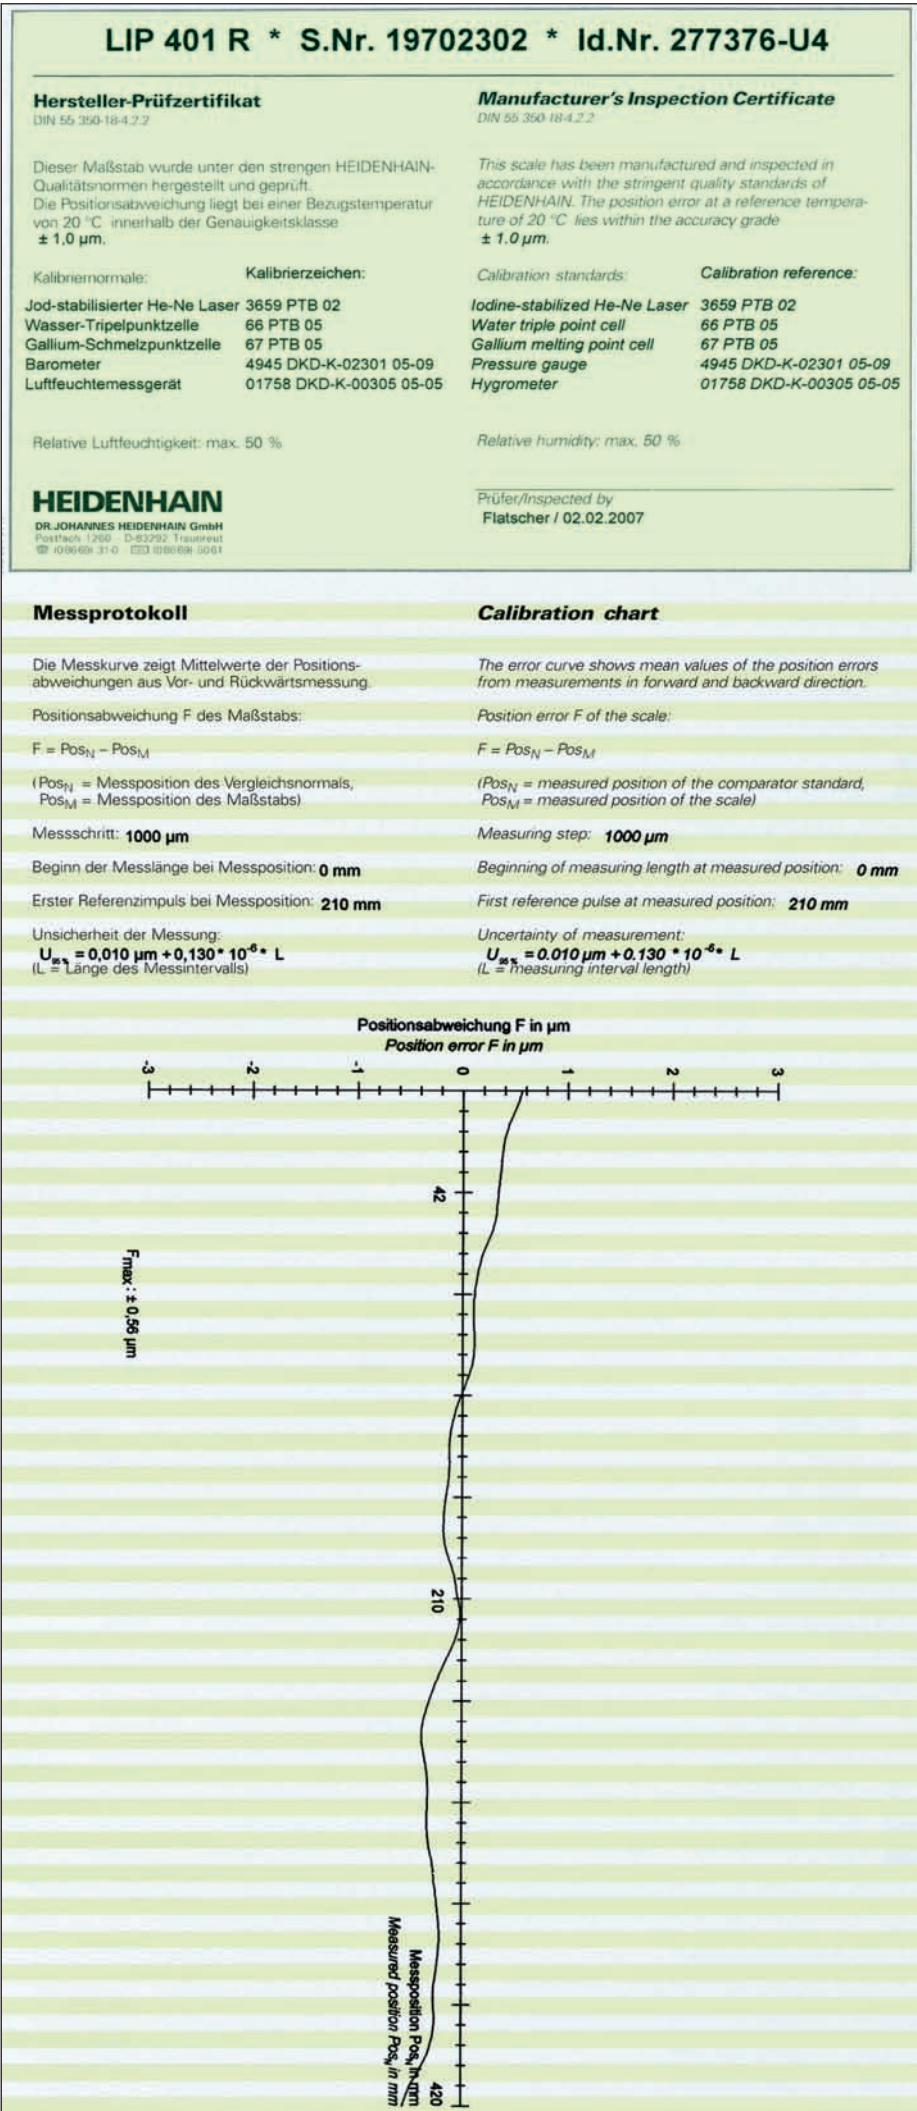 LIP 401 R * S.Nr. 19702302 * Id.Nr. 277376-U4
Hersteller-Prüfzertifikat
DIN 55 350-18-4.2.2
Dieser Maßstab wurde unter den strengen HEIDENHAIN-
Qualitätsnormen hergestellt und geprüft.
Die Positionsabweichung liegt bei einer Bezugstemperatur
von 20 °C innerhalb der Genauigkeitsklasse
± 1,0 µm.
Kalibriernormale: Kalibrierzeichen:
Jod-stabilisierter He-Ne Laser 3659 PTB 02
Wasser-Tripelpunktzelle 66 PTB 05
Gallium-Schmelzpunktzelle 67 PTB 05
Barometer 4945 DKD-K-02301 05-09
Luftfeuchtemessgerät 01758 DKD-K-00305 05-05
Relative Luftfeuchtigkeit: max. 50 %
HEIDENHAIN
DR. JOHANNES HEIDENHAIN GmbH
Postfach 1260 D-83292 Traunreut
☎ (08669) 31-0 (08669) 5061
Manufacturer's Inspection Certificate
DIN 55 350-18-4.2.2
This scale has been manufactured and inspected in
accordance with the stringent quality standards of
HEIDENHAIN. The position error at a reference tempera-
ture of 20 °C lies within the accuracy grade
± 1.0 µm.
Calibration standards: Calibration reference:
Iodine-stabilized He-Ne Laser 3659 PTB 02
Water triple point cell 66 PTB 05
Gallium melting point cell 67 PTB 05
Pressure gauge 4945 DKD-K-02301 05-09
Hygrometer 01758 DKD-K-00305 05-05
Relative humidity: max. 50 %
Prüfer/Inspected by
Flatscher / 02.02.2007
Messprotokoll
Die Messkurve zeigt Mittelwerte der Positions-
abweichungen aus Vor- und Rückwärtsmessung.
Positionsabweichung F des Maßstabs:
F = PosN – PosM
(PosN = Messposition des Vergleichsnormals,
PosM = Messposition des Maßstabs)
Messschritt: 1000 µm
Beginn der Messlänge bei Messposition: 0 mm
Erster Referenzimpuls bei Messposition: 210 mm
Unsicherheit der Messung:
U95% = 0,010 µm + 0,130 * 10-6 * L
(L = Länge des Messintervalls)
Calibration chart
The error curve shows mean values of the position errors
from measurements in forward and backward direction.
Position error F of the scale:
F = PosN – PosM
(PosN = measured position of the comparator standard,
PosM = measured position of the scale)
Measuring step: 1000 µm
Beginning of measuring length at measured position: 0 mm
First reference pulse at measured position: 210 mm
Uncertainty of measurement:
U95% = 0.010 µm + 0.130 * 10-6 * L
(L = measuring interval length)
Positionsabweichung F in µm
Position error F in µm
-3 -2 -1 0 1 2 3
42
Fmax : ± 0,56 µm
210
Messposition PosN in mm
Measured position PosN in mm
420